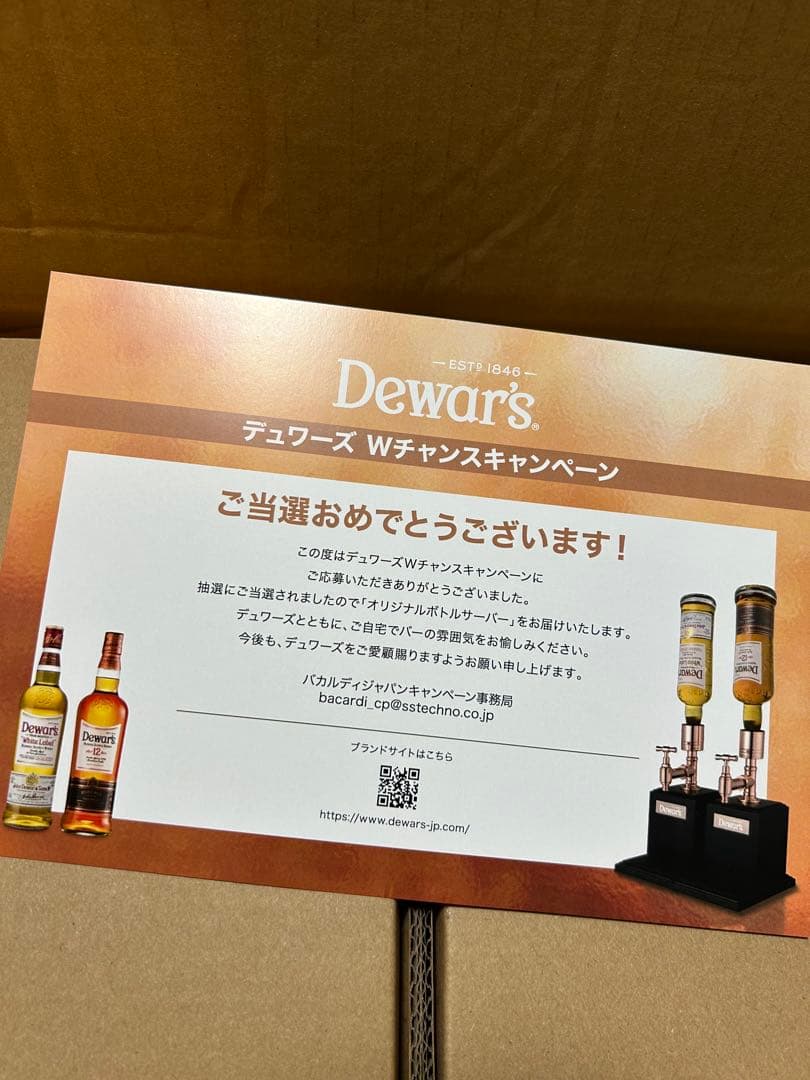 ESTD 1846
Dewar's®
デュワーズ Wチャンスキャンペーン
ご当選おめでとうございます!
この度はデュワーズWチャンスキャンペーンに
ご応募いただきありがとうございました。
抽選にご当選されましたので「オリジナルボトルサーバー」をお届けいたします。
デュワーズとともに、ご自宅でバーの雰囲気をお愉しみください。
今後も、デュワーズをご愛顧賜りますようお願い申し上げます。
バカルディジャパンキャンペーン事務局
bacardi_cp@sstechno.co.jp
ブランドサイトはこちら
https://www.dewars-jp.com/
Dewar's
White Label
Dewar's
12
Dewar's
White Label
Dewar's
12
Dewar's
Dewar's